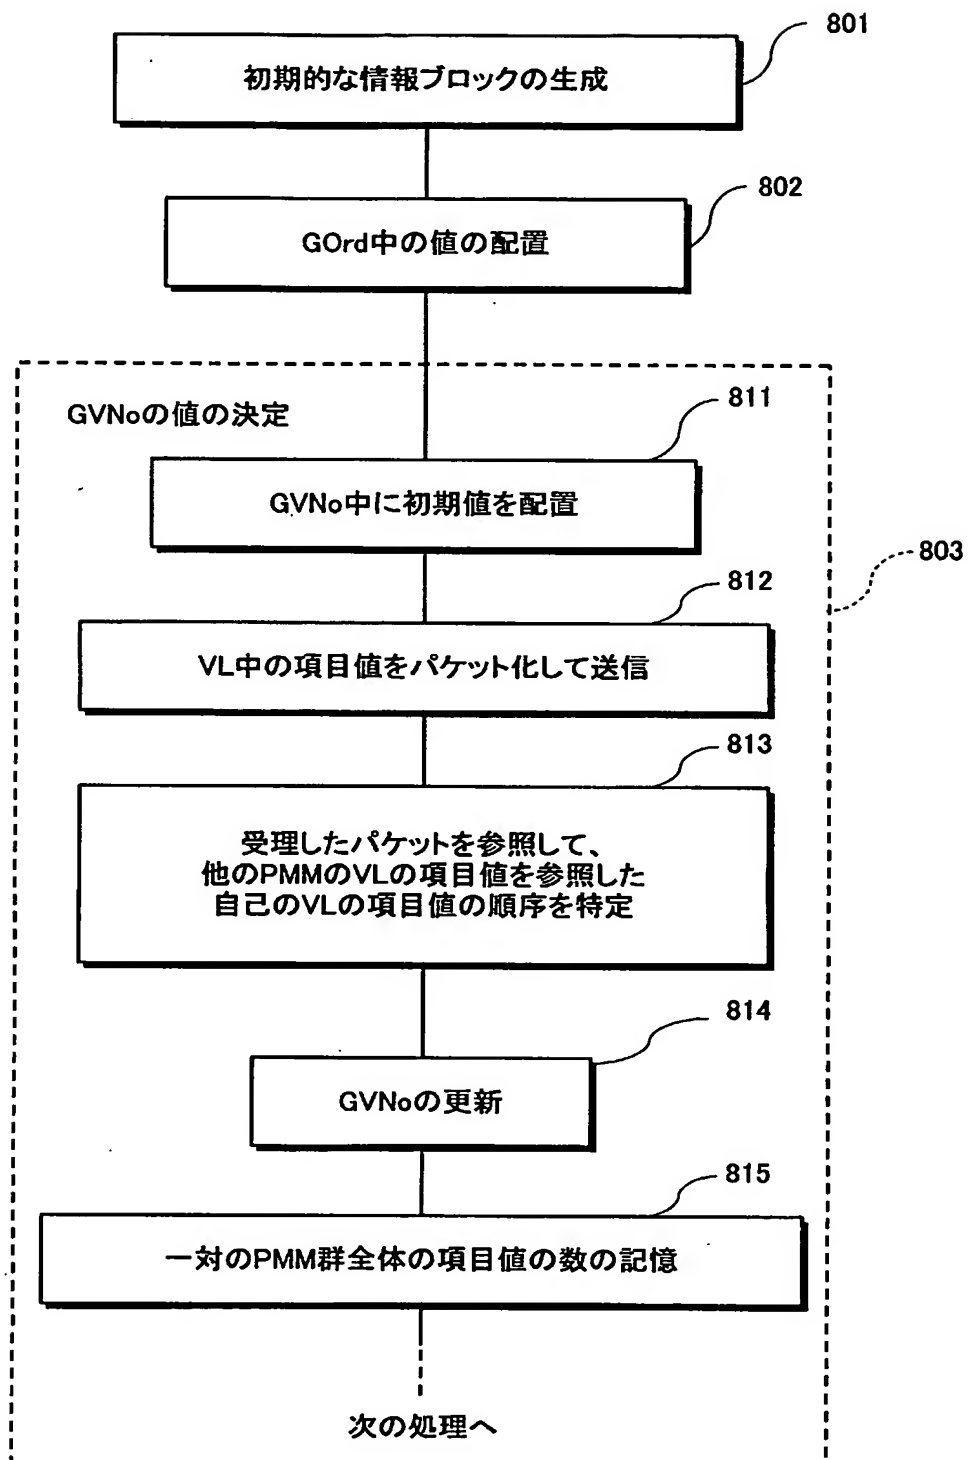 801
初期的な情報ブロックの生成
802
GOrd中の値の配置
GVNoの値の決定
811
GVNo中に初期値を配置
803
812
VL中の項目値をパケット化して送信
813
受理したパケットを参照して、
他のPMMのVLの項目値を参照した
自己のVLの項目値の順序を特定
814
GVNoの更新
815
一対のPMM群全体の項目値の数の記憶
次の処理へ